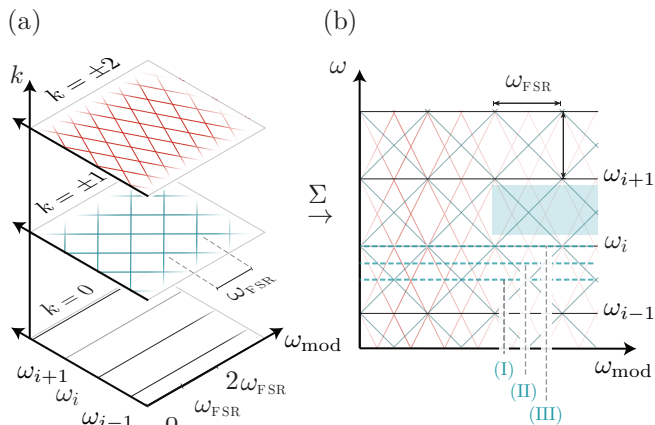 (a)
k
k = ±2
k = ±1
ω_FSR
k = 0
ω_mod
ω_{i+1}
ω_i
ω_{i−1}
0
ω_FSR
2ω_FSR
Σ
→
(b)
ω
ω_FSR
ω_{i+1}
ω_i
ω_{i−1}
ω_mod
(I)
(II)
(III)